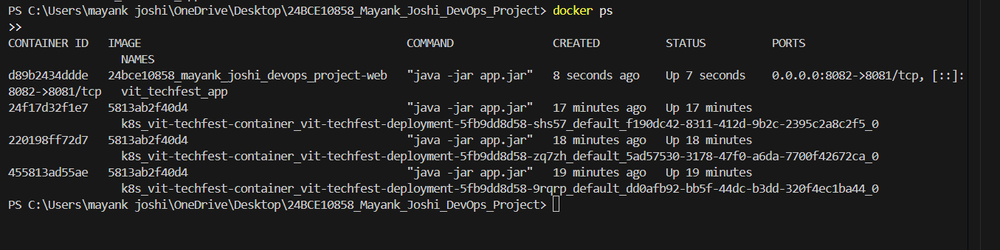 PS C:\Users\mayank joshi\OneDrive\Desktop\24BCE10858_Mayank_Joshi_DevOps_Project> docker ps
>>
CONTAINER ID   IMAGE                                   COMMAND               CREATED          STATUS          PORTS
                 NAMES
d89b2434ddde   24bce10858_mayank_joshi_devops_project-web   "java -jar app.jar"   8 seconds ago    Up 7 seconds    0.0.0.0:8082->8081/tcp, [::]:
8082->8081/tcp   vit_techfest_app
24f17d32f1e7   5813ab2f40d4                                 "java -jar app.jar"   17 minutes ago   Up 17 minutes
                 k8s_vit-techfest-container_vit-techfest-deployment-5fb9dd8d58-shs57_default_f190dc42-8311-412d-9b2c-2395c2a8c2f5_0
220198ff72d7   5813ab2f40d4                                 "java -jar app.jar"   18 minutes ago   Up 18 minutes
                 k8s_vit-techfest-container_vit-techfest-deployment-5fb9dd8d58-zq7zh_default_5ad57530-3178-47f0-a6da-7700f42672ca_0
455813ad55ae   5813ab2f40d4                                 "java -jar app.jar"   19 minutes ago   Up 19 minutes
                 k8s_vit-techfest-container_vit-techfest-deployment-5fb9dd8d58-9rqrp_default_dd0afb92-bb5f-44dc-b3dd-320f4ec1ba44_0
PS C:\Users\mayank joshi\OneDrive\Desktop\24BCE10858_Mayank_Joshi_DevOps_Project>